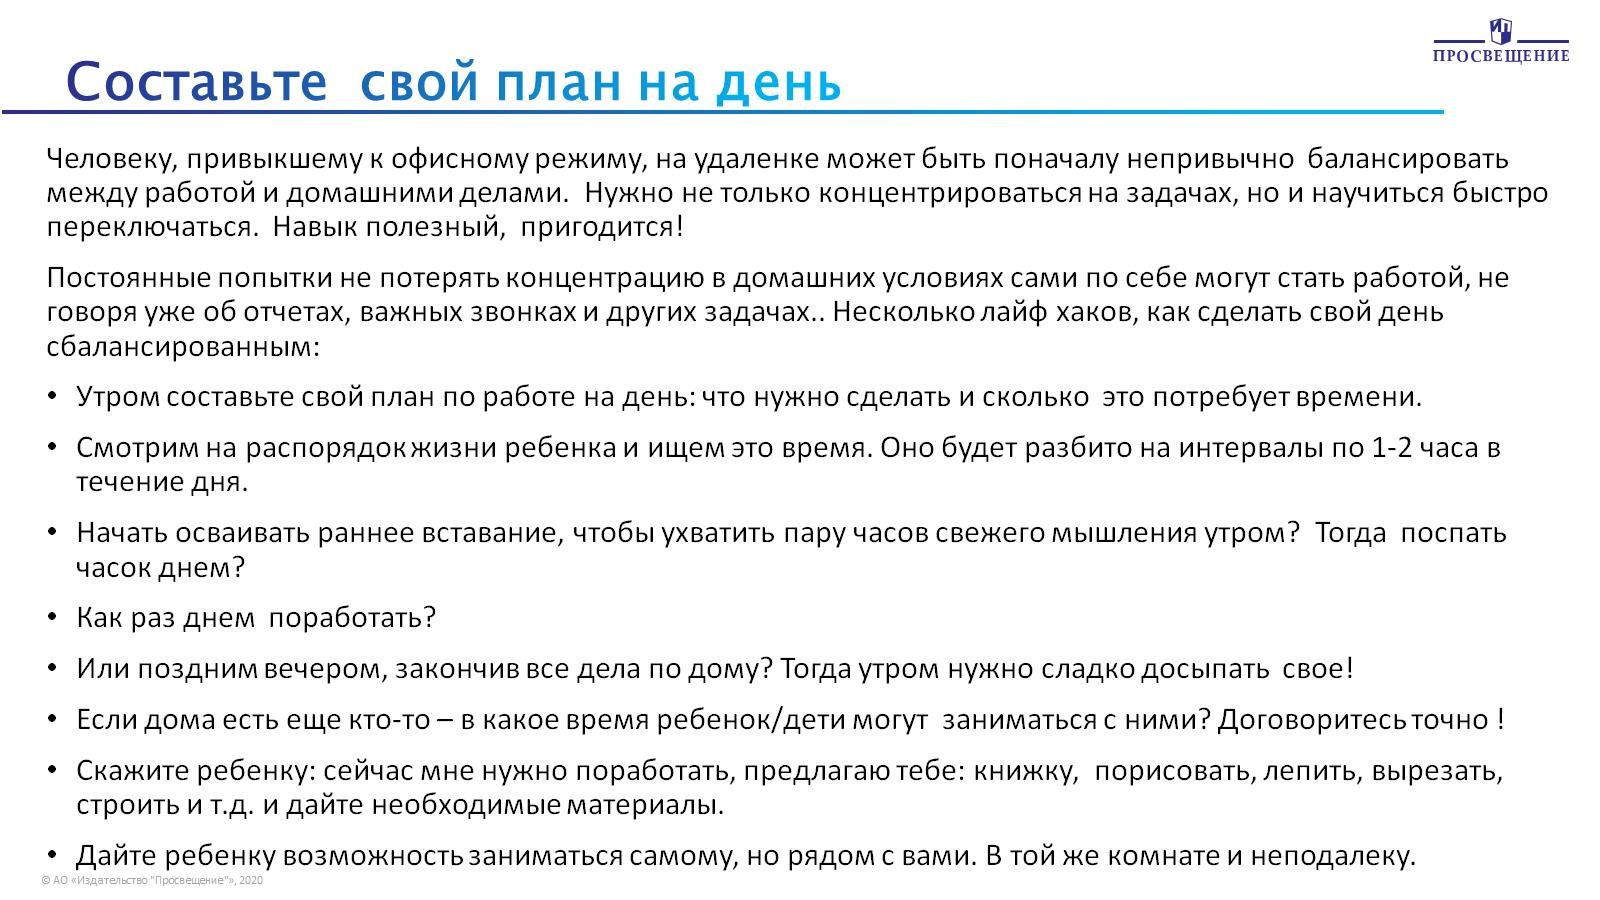 ИП
ПРОСВЕЩЕНИЕ
Составьте  свой план на день
Человеку, привыкшему к офисному режиму, на удаленке может быть поначалу непривычно  балансировать
между работой и домашними делами.  Нужно не только концентрироваться на задачах, но и научиться быстро
переключаться.  Навык полезный,  пригодится!
Постоянные попытки не потерять концентрацию в домашних условиях сами по себе могут стать работой, не
говоря уже об отчетах, важных звонках и других задачах.. Несколько лайф хаков, как сделать свой день
сбалансированным:
• Утром составьте свой план по работе на день: что нужно сделать и сколько  это потребует времени.
• Смотрим на распорядок жизни ребенка и ищем это время. Оно будет разбито на интервалы по 1-2 часа в
течение дня.
• Начать осваивать раннее вставание, чтобы ухватить пару часов свежего мышления утром?  Тогда  поспать
часок днем?
• Как раз днем  поработать?
• Или поздним вечером, закончив все дела по дому? Тогда утром нужно сладко досыпать  свое!
• Если дома есть еще кто-то – в какое время ребенок/дети могут  заниматься с ними? Договоритесь точно !
• Скажите ребенку: сейчас мне нужно поработать, предлагаю тебе: книжку,  порисовать, лепить, вырезать,
строить и т.д. и дайте необходимые материалы.
• Дайте ребенку возможность заниматься самому, но рядом с вами. В той же комнате и неподалеку.
© АО «Издательство "Просвещение"», 2020